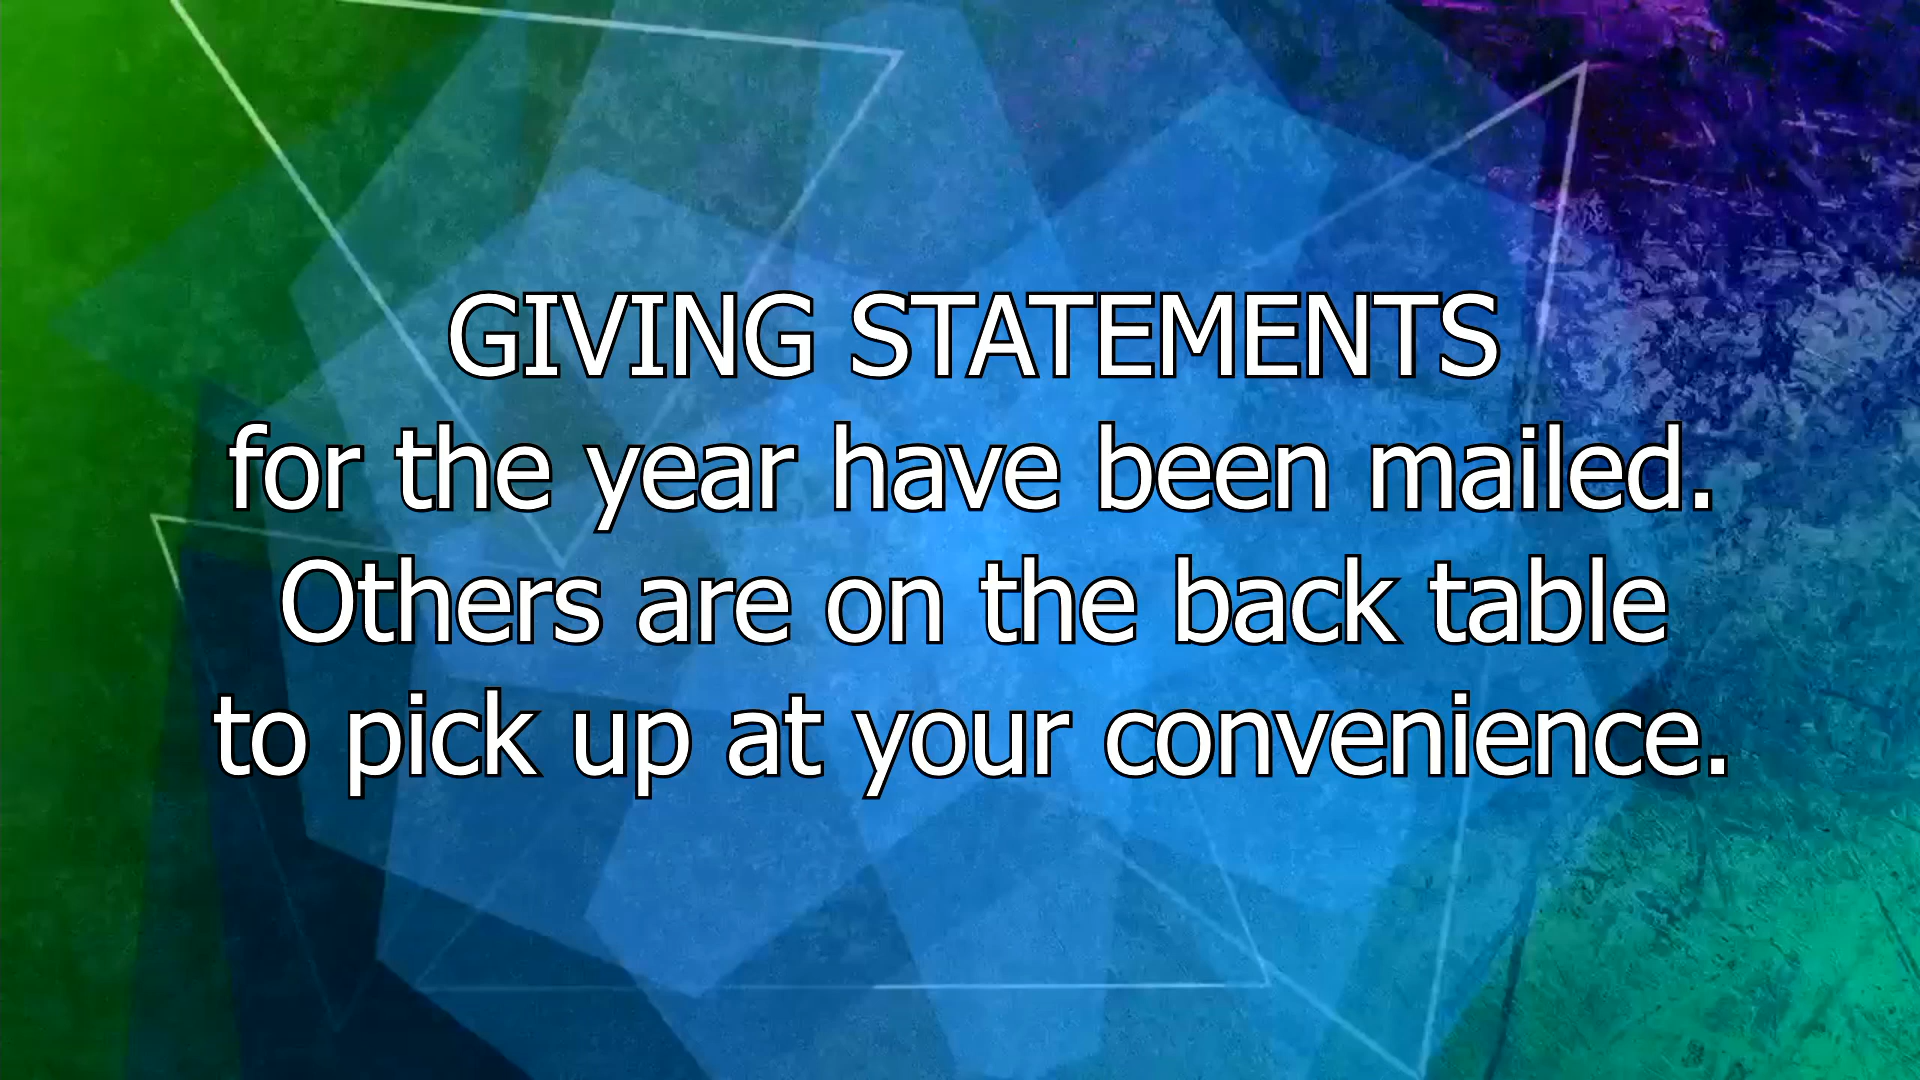 GIVING STATEMENTS
for the year have been mailed.
Others are on the back table
to pick up at your convenience.